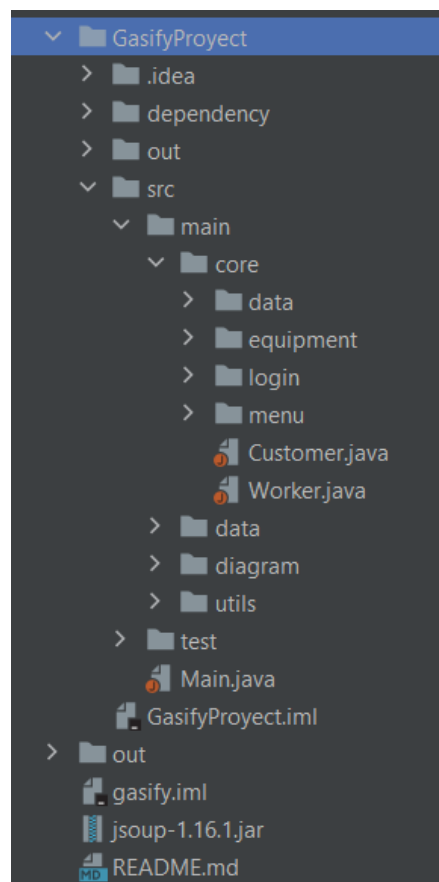 GasifyProyect
.idea
dependency
out
src
main
core
data
equipment
login
menu
Customer.java
Worker.java
data
diagram
utils
test
Main.java
GasifyProyect.iml
out
gasify.iml
jsoup-1.16.1.jar
MD README.md